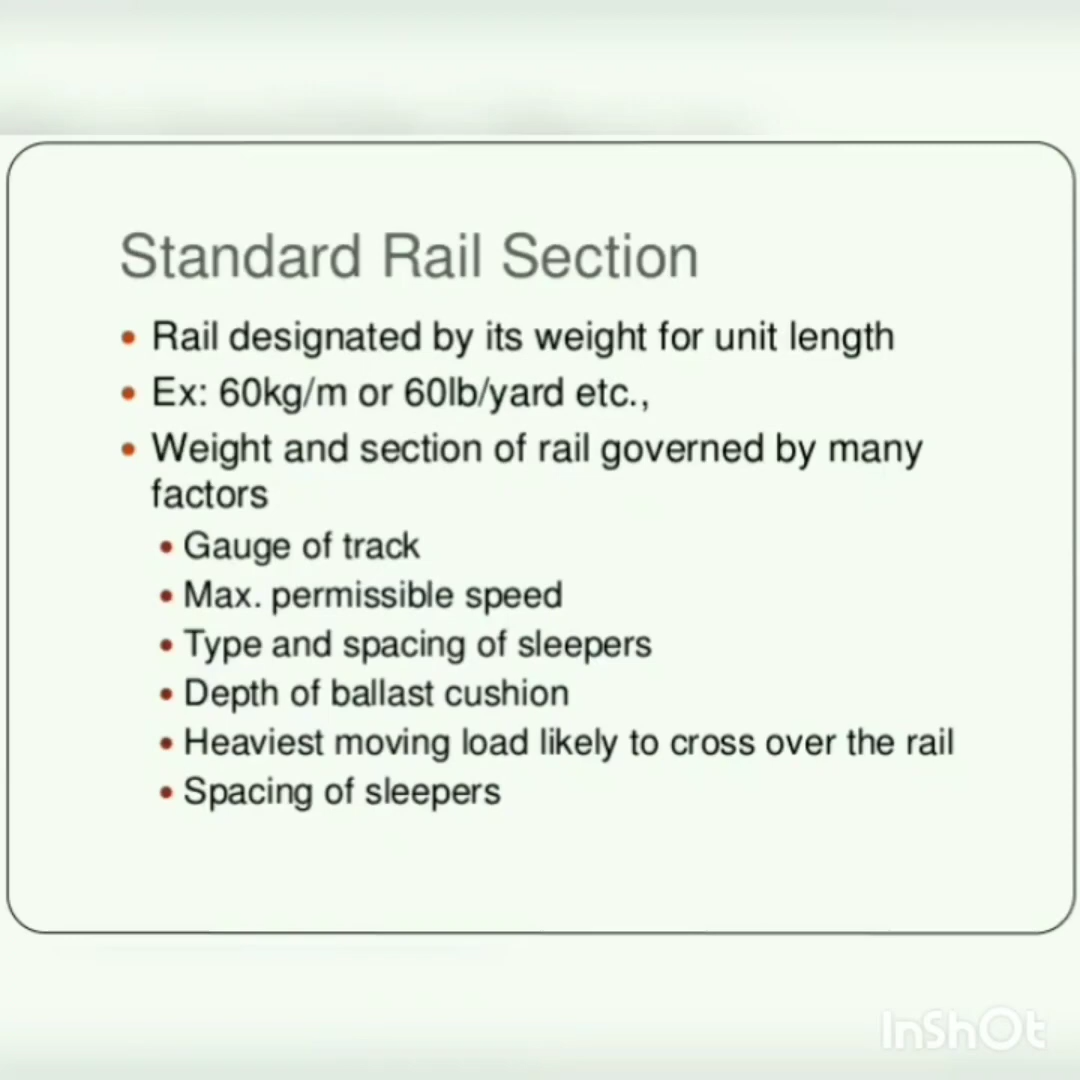 Standard Rail Section
• Rail designated by its weight for unit length
• Ex: 60kg/m or 60lb/yard etc.,
• Weight and section of rail governed by many
factors
• Gauge of track
• Max. permissible speed
• Type and spacing of sleepers
• Depth of ballast cushion
• Heaviest moving load likely to cross over the rail
• Spacing of sleepers
InShOt